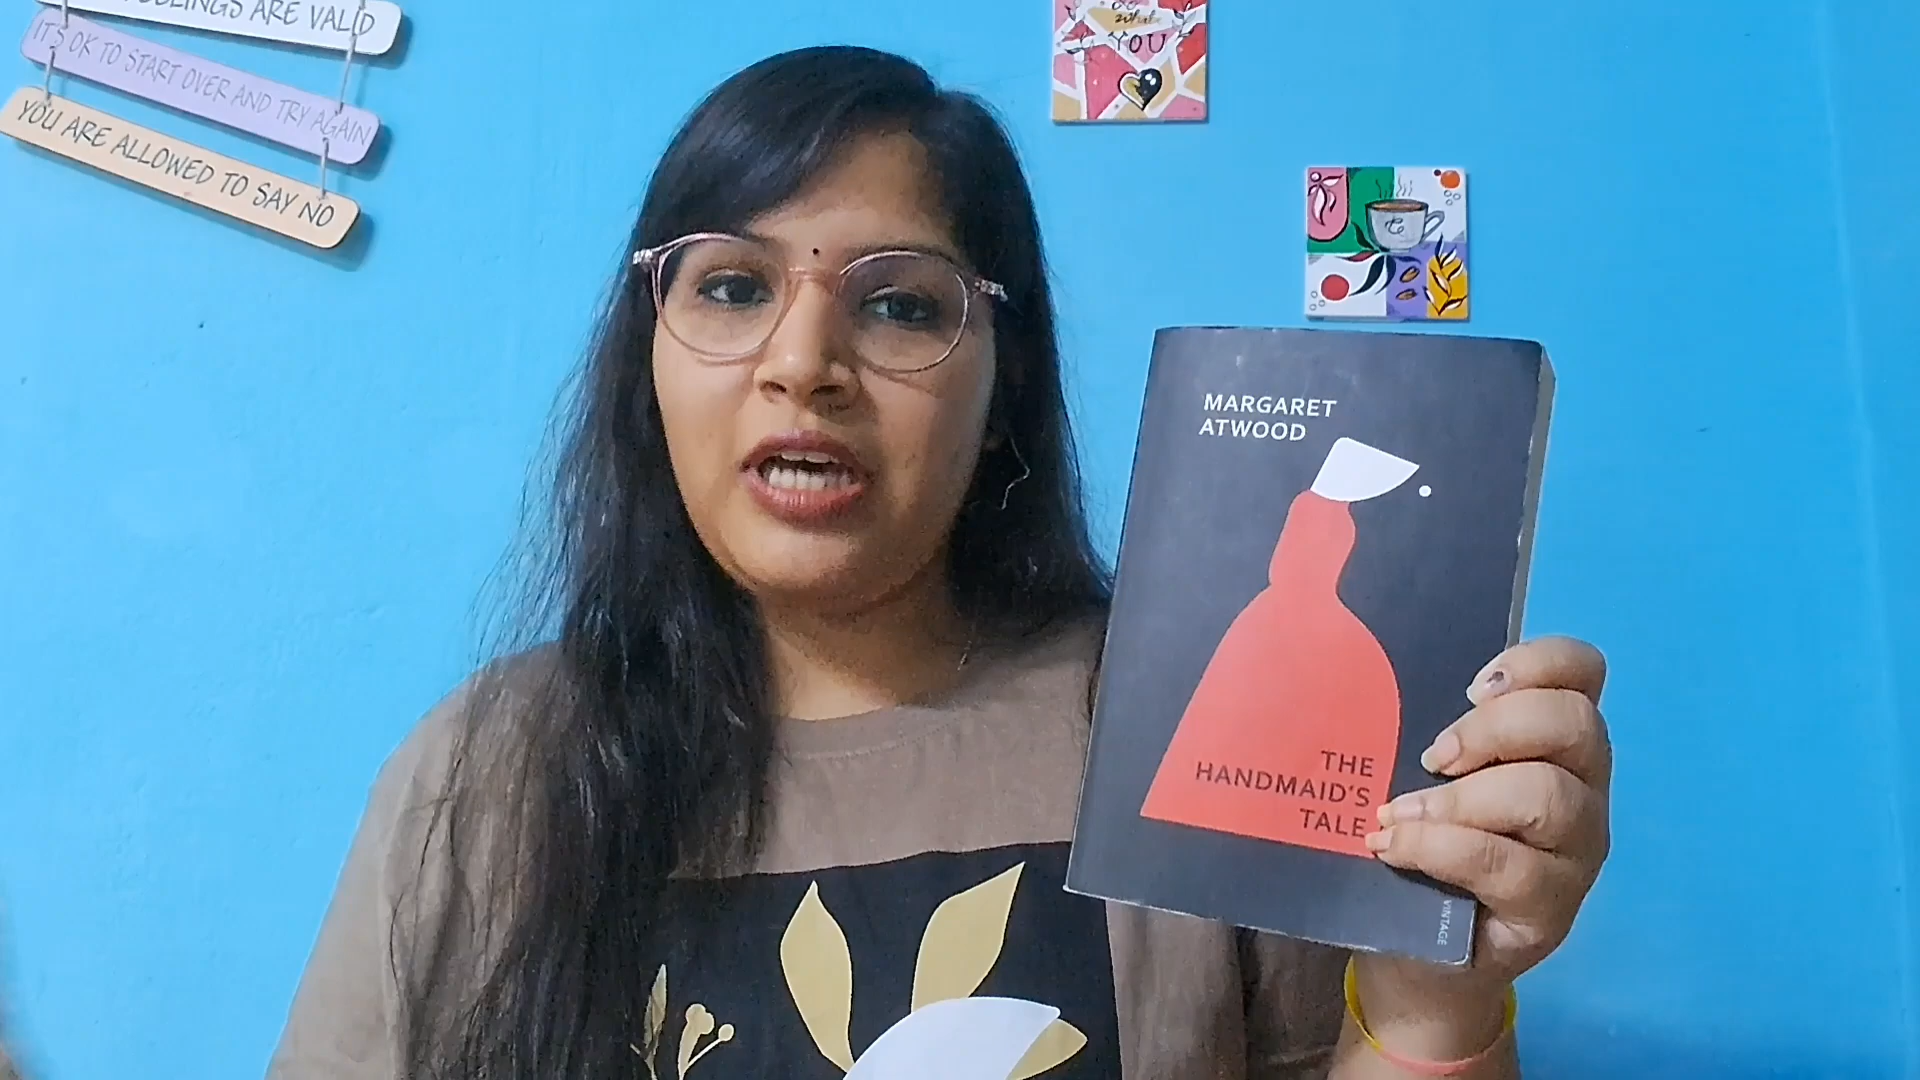 FEELINGS ARE VALID
IT'S OK TO START OVER AND TRY AGAIN
YOU ARE ALLOWED TO SAY NO
what
YOU
MARGARET
ATWOOD
THE
HANDMAID'S
TALE
VINTAGE